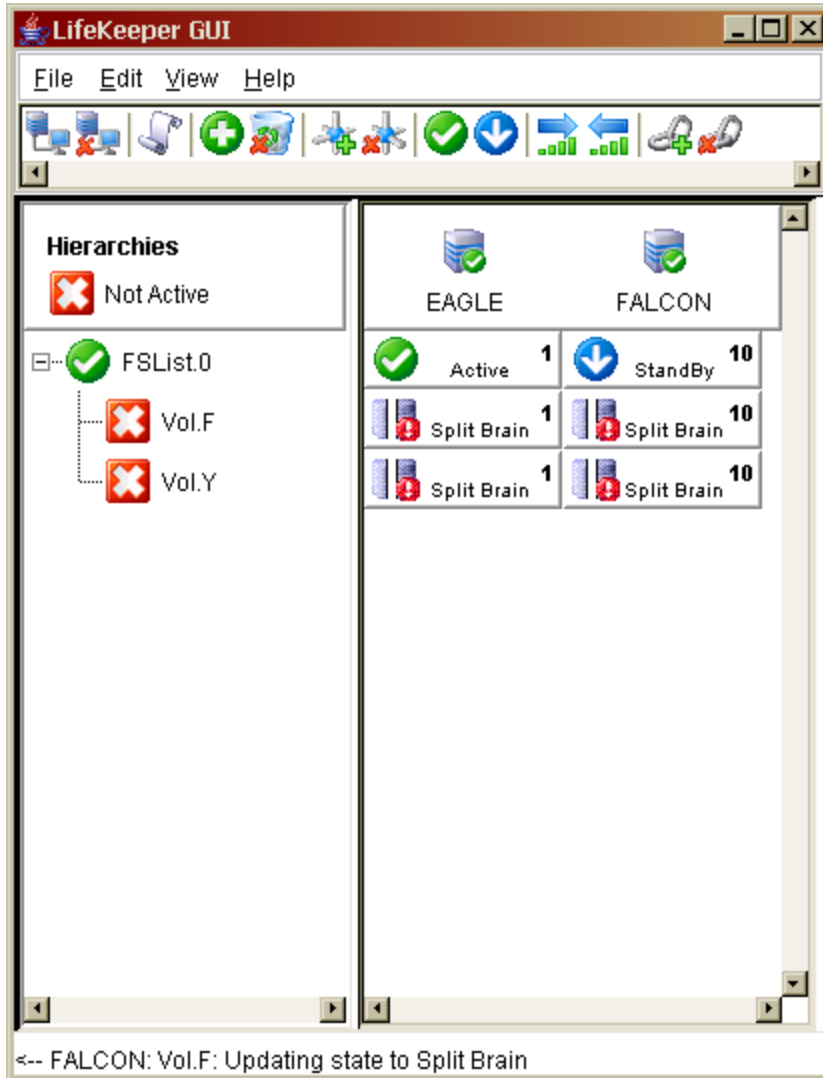 LifeKeeper GUI
File Edit View Help
Hierarchies
Not Active
EAGLE FALCON
FSList.0 Active 1 StandBy 10
Vol.F Split Brain 1 Split Brain 10
Vol.Y Split Brain 1 Split Brain 10
<-- FALCON: Vol.F: Updating state to Split Brain